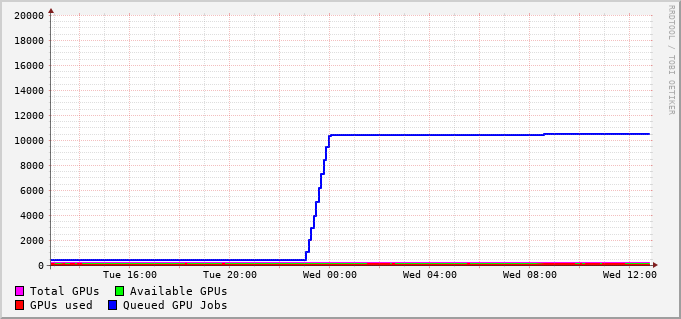 RRDTOOL / TOBI OETIKER
20000
18000
16000
14000
12000
10000
8000
6000
4000
2000
0
Tue 16:00 Tue 20:00 Wed 00:00 Wed 04:00 Wed 08:00 Wed 12:00
Total GPUs Available GPUs
GPUs used Queued GPU Jobs